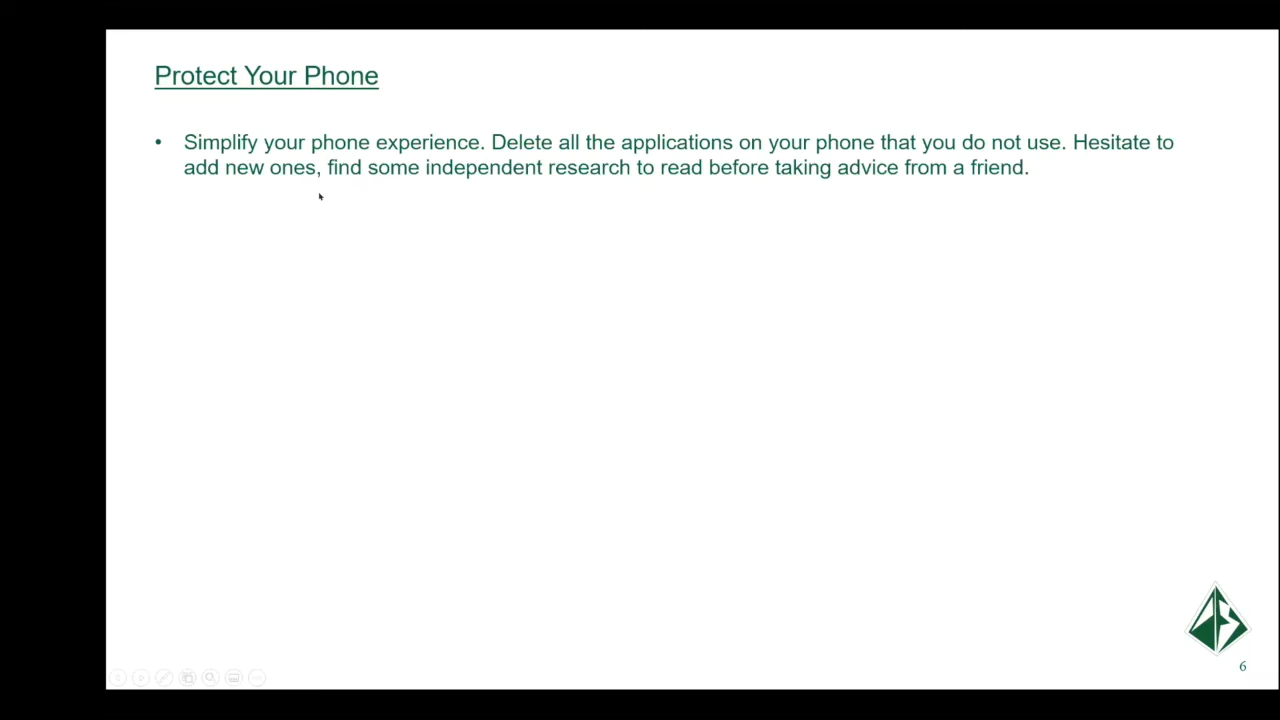 Protect Your Phone
• Simplify your phone experience. Delete all the applications on your phone that you do not use. Hesitate to
add new ones, find some independent research to read before taking advice from a friend.
6